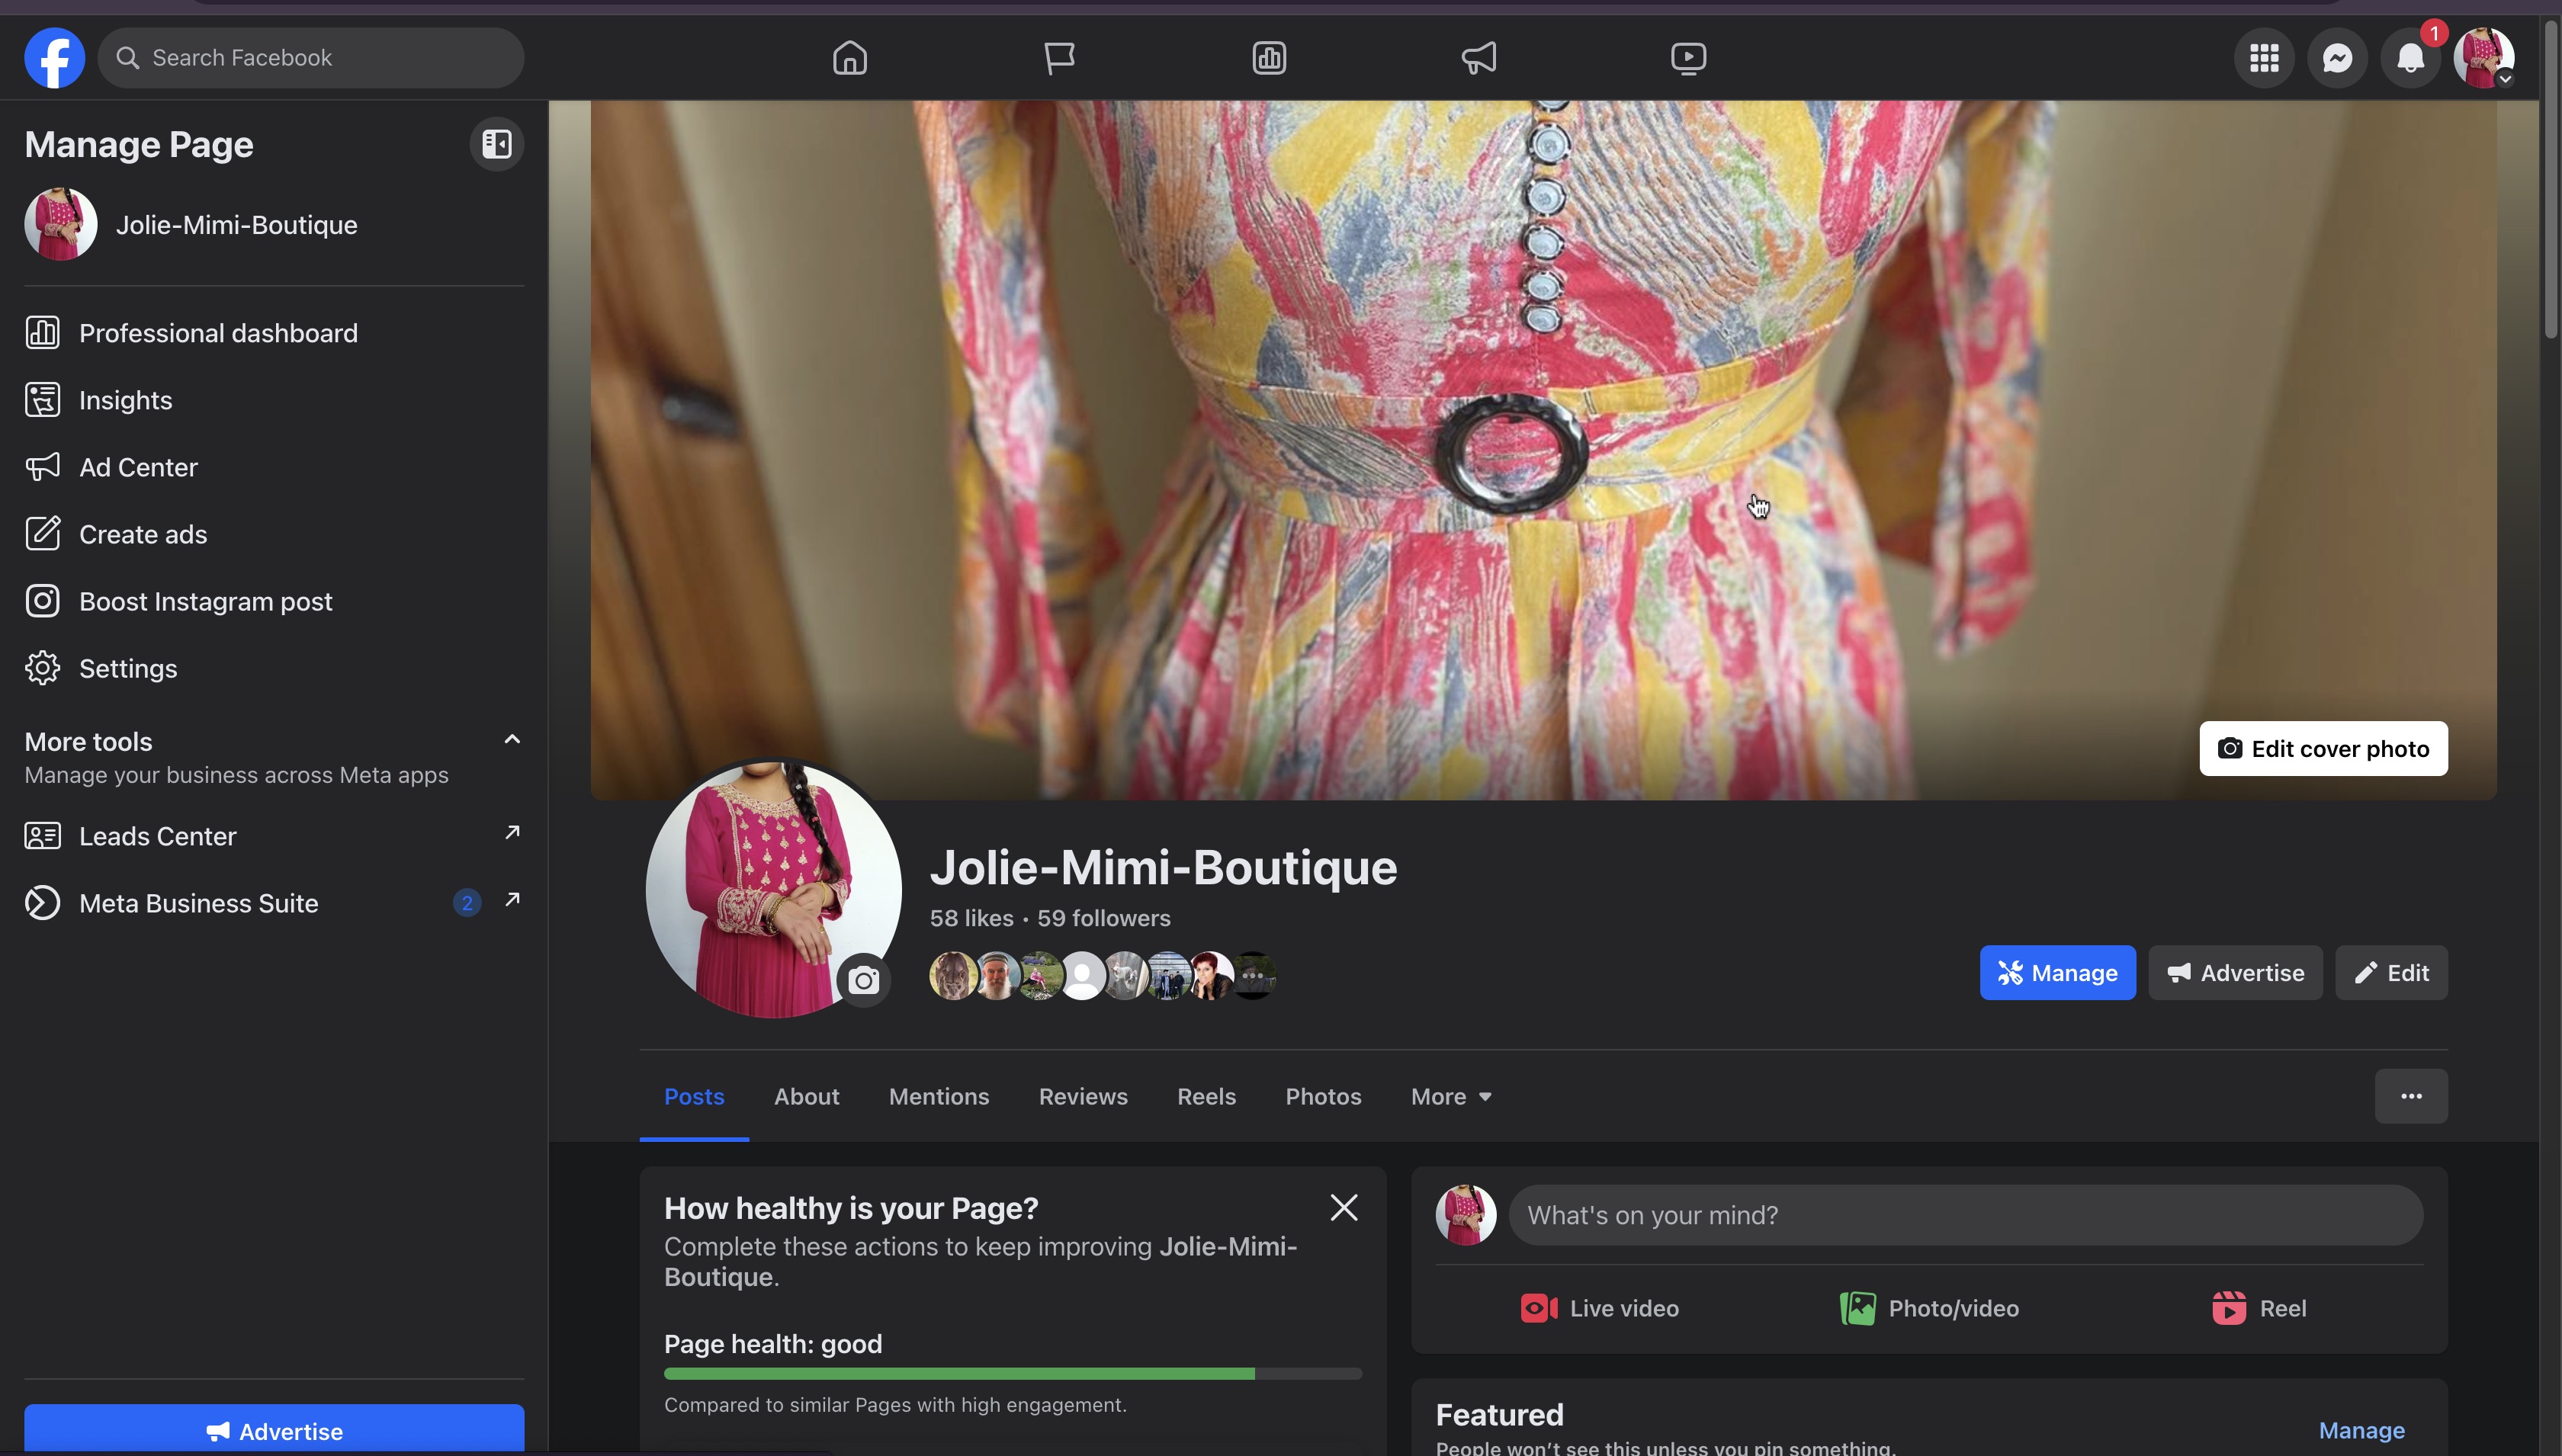 Search Facebook
1
Manage Page
Jolie-Mimi-Boutique
Professional dashboard
Insights
Ad Center
Create ads
Boost Instagram post
Settings
More tools
Manage your business across Meta apps
Leads Center
Meta Business Suite 2
Advertise
Edit cover photo
Jolie-Mimi-Boutique
58 likes • 59 followers
Manage
Advertise
Edit
Posts About Mentions Reviews Reels Photos More
How healthy is your Page?
Complete these actions to keep improving Jolie-Mimi-
Boutique.
Page health: good
Compared to similar Pages with high engagement.
What's on your mind?
Live video
Photo/video
Reel
Featured
Manage
People won't see this unless you pin something.